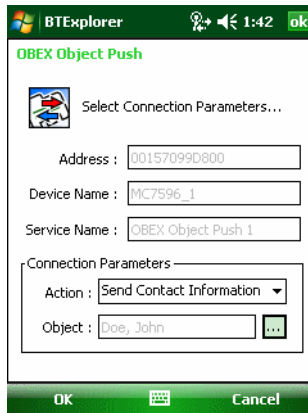 BTExplorer 1:42 ok
OBEX Object Push
Select Connection Parameters...
Address : 00157099D800
Device Name : MC7596_1
Service Name : OBEX Object Push 1
Connection Parameters
Action : Send Contact Information
Object : Doe, John ...
OK Cancel